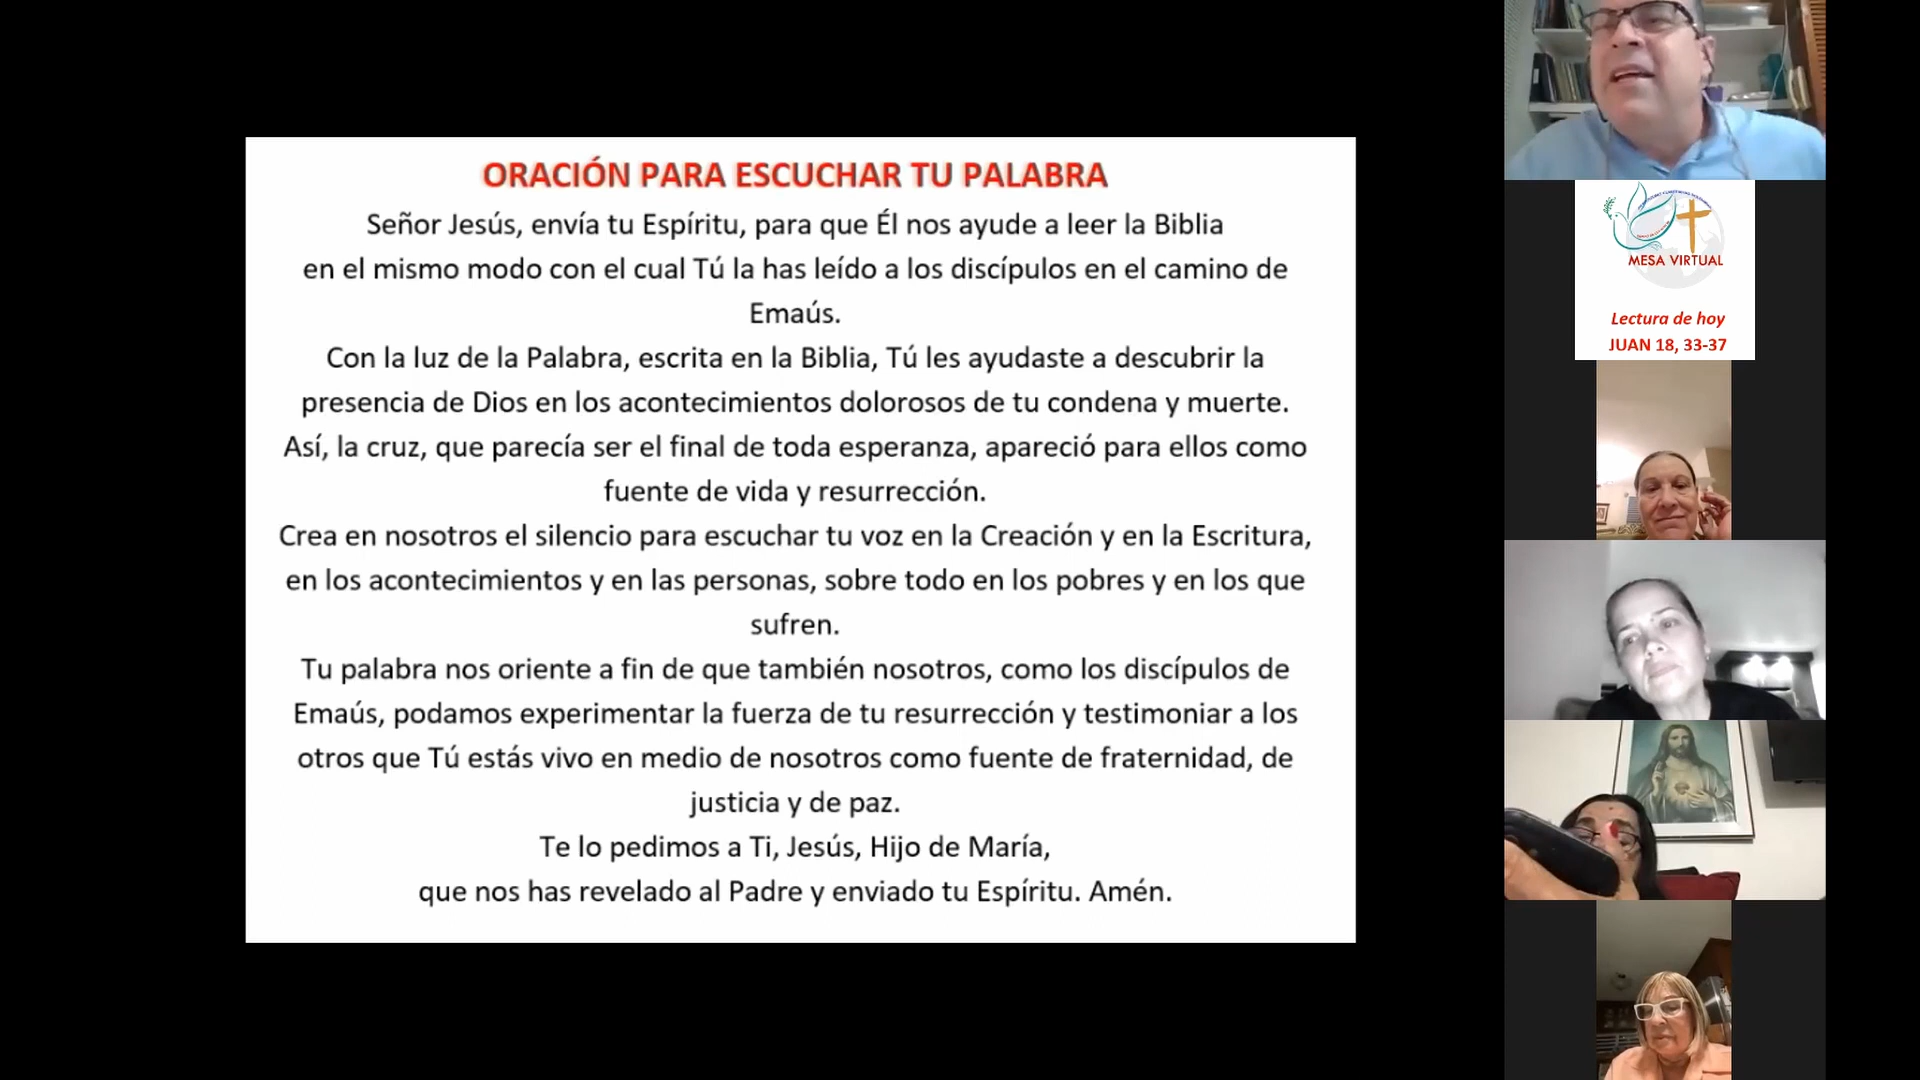 ORACIÓN PARA ESCUCHAR TU PALABRA
Señor Jesús, envía tu Espíritu, para que Él nos ayude a leer la Biblia
en el mismo modo con el cual Tú la has leído a los discípulos en el camino de
Emaús.
Con la luz de la Palabra, escrita en la Biblia, Tú les ayudaste a descubrir la
presencia de Dios en los acontecimientos dolorosos de tu condena y muerte.
Así, la cruz, que parecía ser el final de toda esperanza, apareció para ellos como
fuente de vida y resurrección.
Crea en nosotros el silencio para escuchar tu voz en la Creación y en la Escritura,
en los acontecimientos y en las personas, sobre todo en los pobres y en los que
sufren.
Tu palabra nos oriente a fin de que también nosotros, como los discípulos de
Emaús, podamos experimentar la fuerza de tu resurrección y testimoniar a los
otros que Tú estás vivo en medio de nosotros como fuente de fraternidad, de
justicia y de paz.
Te lo pedimos a Ti, Jesús, Hijo de María,
que nos has revelado al Padre y enviado tu Espíritu. Amén.
MESA VIRTUAL
Lectura de hoy
JUAN 18, 33-37